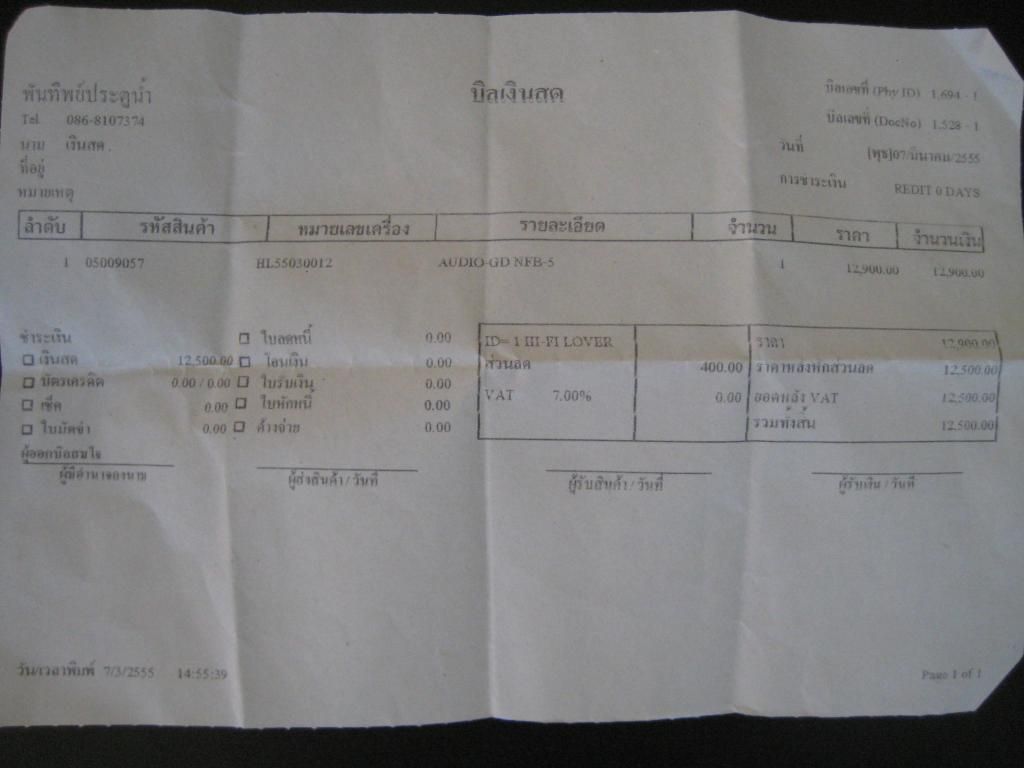 พันทิพย์ประตูน้ำ
บิลเงินสด
บิลเลขที่ (Phy ID) 1,694 - 1
Tel. 086-8107374
บิลเลขที่ (DocNo) 1,528 - 1
นาม เงินสด .
วันที่ [พุธ]07/มีนาคม/2555
ที่อยู่
การชำระเงิน REDIT 0 DAYS
หมายเหตุ
ลำดับ รหัสสินค้า หมายเลขเครื่อง รายละเอียด จำนวน ราคา จำนวนเงิน
1 05009057 HL55030012 AUDIO-GD NFB-5 1 12,900.00 12,900.00
ชำระเงิน ใบลดหนี้ 0.00 ID= 1 HI-FI LOVER ราคา 12,900.00
เงินสด 12,500.00 โอนเงิน 0.00 ส่วนลด 400.00 ราคาหลังหักส่วนลด 12,500.00
บัตรเครดิต 0.00 / 0.00 ใบรับเงิน 0.00 VAT 7.00% 0.00 ยอดหลัง VAT 12,500.00
เช็ค 0.00 ใบหักหนี้ 0.00 รวมทั้งสิ้น 12,500.00
ใบมัดจำ 0.00 ค้างจ่าย 0.00
ผู้ออกบิลสมใจ
ผู้มีอำนาจลงนาม ผู้ส่งสินค้า / วันที่ ผู้รับสินค้า / วันที่ ผู้รับเงิน / วันที่
วัน/เวลาพิมพ์ 7/3/2555 14:55:39 Page 1 of 1